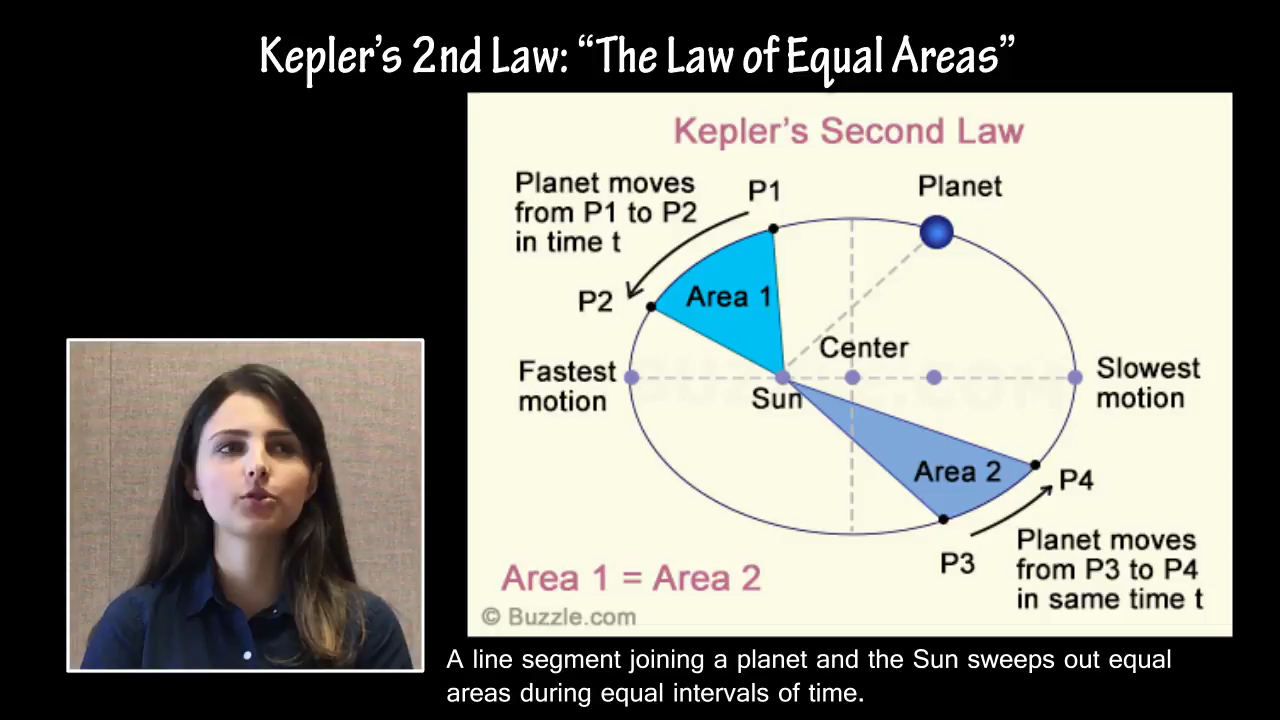 Kepler's 2nd Law: “The Law of Equal Areas”
Kepler's Second Law
Planet moves
from P1 to P2
in time t
P1
Planet
P2
Area 1
Center
Fastest
motion
Sun
Slowest
motion
Area 2
P4
P3
Planet moves
from P3 to P4
in same time t
Area 1 = Area 2
© Buzzle.com
A line segment joining a planet and the Sun sweeps out equal
areas during equal intervals of time.